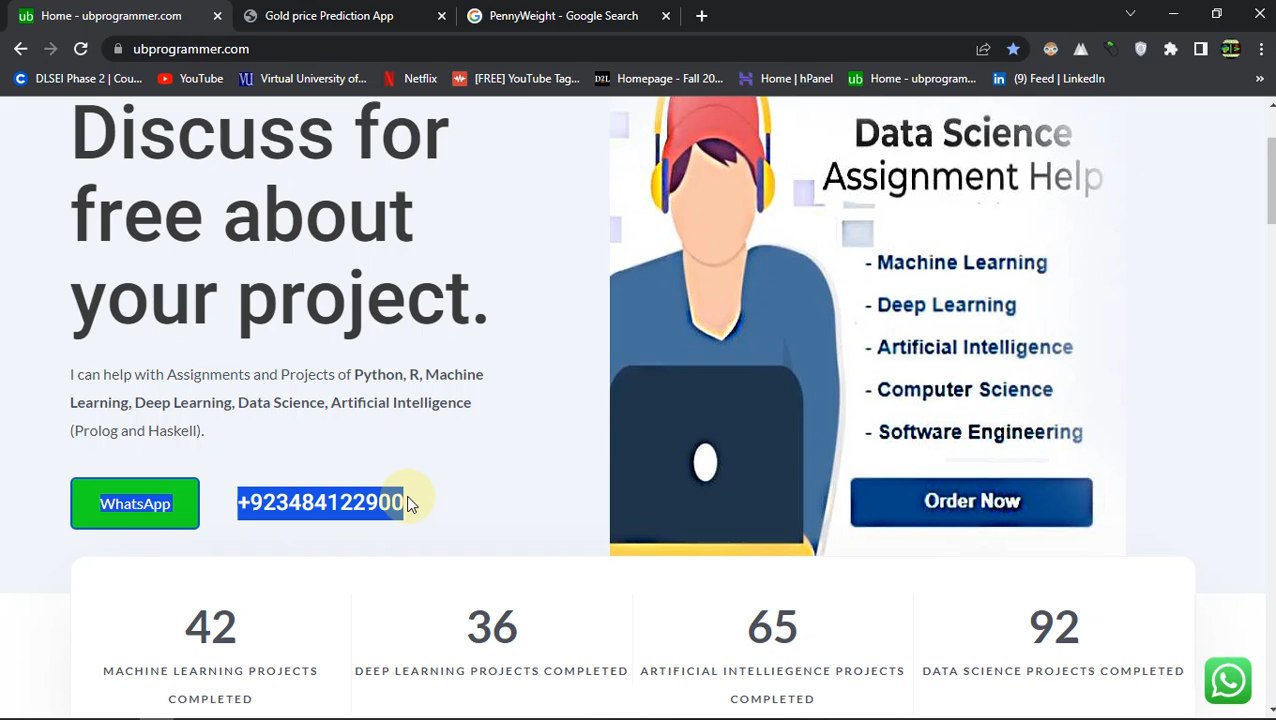 Home - ubprogrammer.com
Gold price Prediction App
PennyWeight - Google Search
ubprogrammer.com
DLSEI Phase 2 | Cou...
YouTube
Virtual University of...
Netflix
[FREE] YouTube Tag...
D2L
Homepage - Fall 20...
Home | hPanel
ub
Home - ubprogram...
in
(9) Feed | LinkedIn
»
Discuss for
free about
your project.
I can help with Assignments and Projects of Python, R, Machine
Learning, Deep Learning, Data Science, Artificial Intelligence
(Prolog and Haskell).
WhatsApp
+923484122900
Data Science
Assignment Help
- Machine Learning
- Deep Learning
- Artificial Intelligence
- Computer Science
- Software Engineering
Order Now
42
MACHINE LEARNING PROJECTS
COMPLETED
36
DEEP LEARNING PROJECTS COMPLETED
65
ARTIFICIAL INTELLIEGENCE PROJECTS
COMPLETED
92
DATA SCIENCE PROJECTS COMPLETED